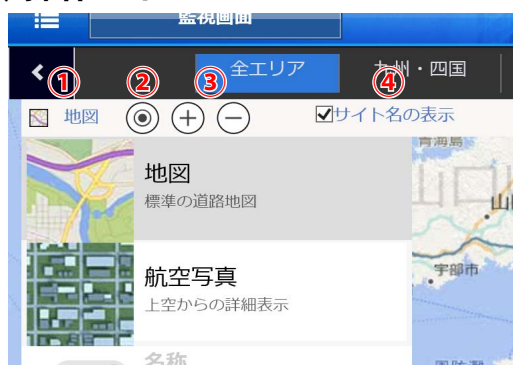 監視画面
全エリア 九州・四国
① ② ③ ④
地図 サイト名の表示
青海島
地図
標準の道路地図
山
宇部市
航空写真
上空からの詳細表示
名称